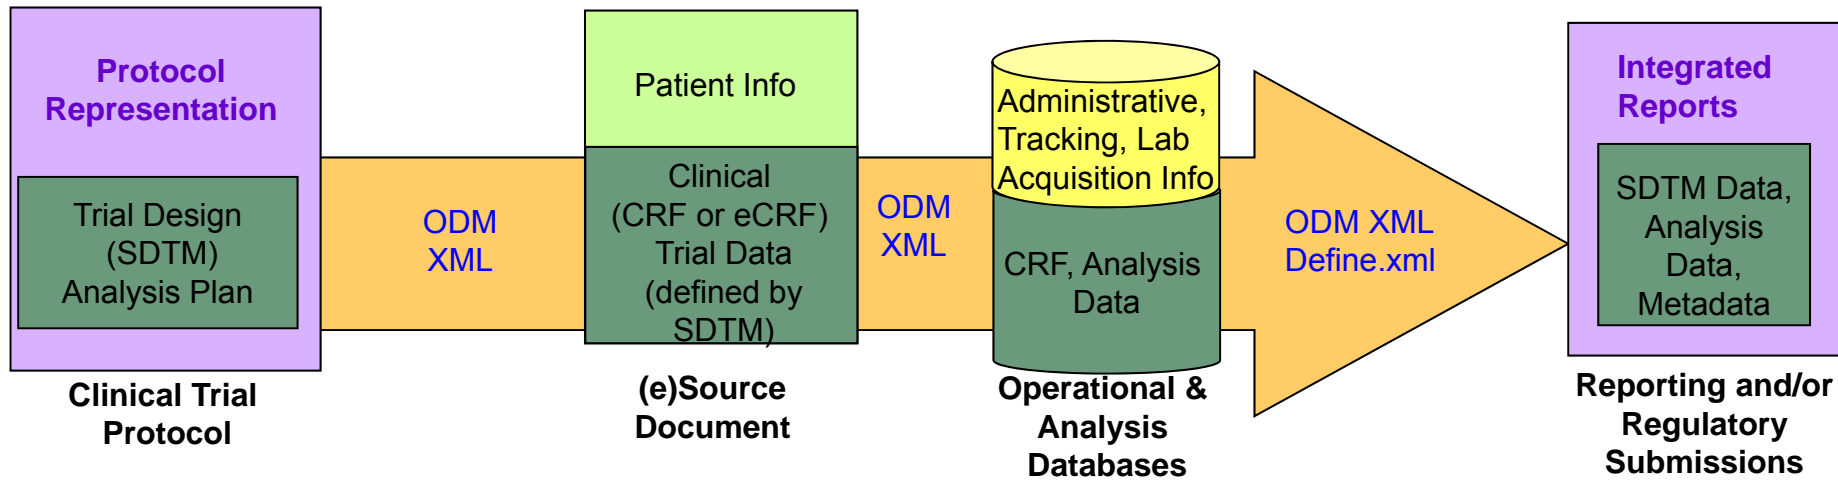 Protocol
Representation
Trial Design
(SDTM)
Analysis Plan
Clinical Trial
Protocol
ODM
XML
Patient Info
Clinical
(CRF or eCRF)
Trial Data
(defined by
SDTM)
(e)Source
Document
ODM
XML
Administrative,
Tracking, Lab
Acquisition Info
CRF, Analysis
Data
Operational &
Analysis
Databases
ODM XML
Define.xml
Integrated
Reports
SDTM Data,
Analysis
Data,
Metadata
Reporting and/or
Regulatory
Submissions